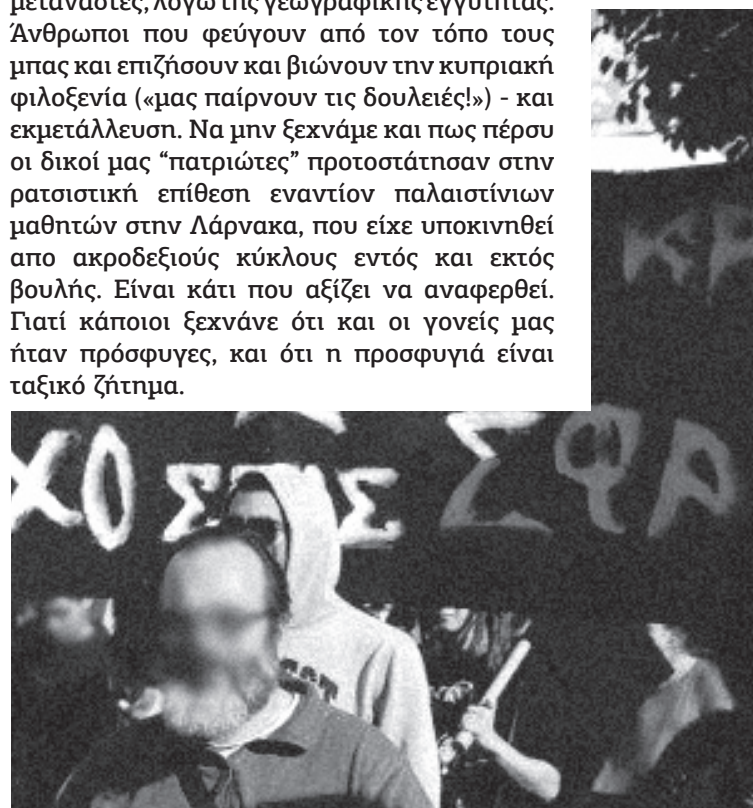 μετανάστες, λόγω της γεωγραφικής εγγύτητας.
Άνθρωποι που φεύγουν από τον τόπο τους
μπας και επιζήσουν και βιώνουν την κυπριακή
φιλοξενία («μας παίρνουν τις δουλειές!») - και
εκμετάλλευση. Να μην ξεχνάμε και πως πέρσυ
οι δικοί μας “πατριώτες” προτοστάτησαν στην
ρατσιστική επίθεση εναντίον παλαιστίνιων
μαθητών στην Λάρνακα, που είχε υποκινηθεί
απο ακροδεξιούς κύκλους εντός και εκτός
βουλής. Είναι κάτι που αξίζει να αναφερθεί.
Γιατί κάποιοι ξεχνάνε ότι και οι γονείς μας
ήταν πρόσφυγες, και ότι η προσφυγιά είναι
ταξικό ζήτημα.
ΧΟΣ ΣΤΙΣ ΣΦΑ